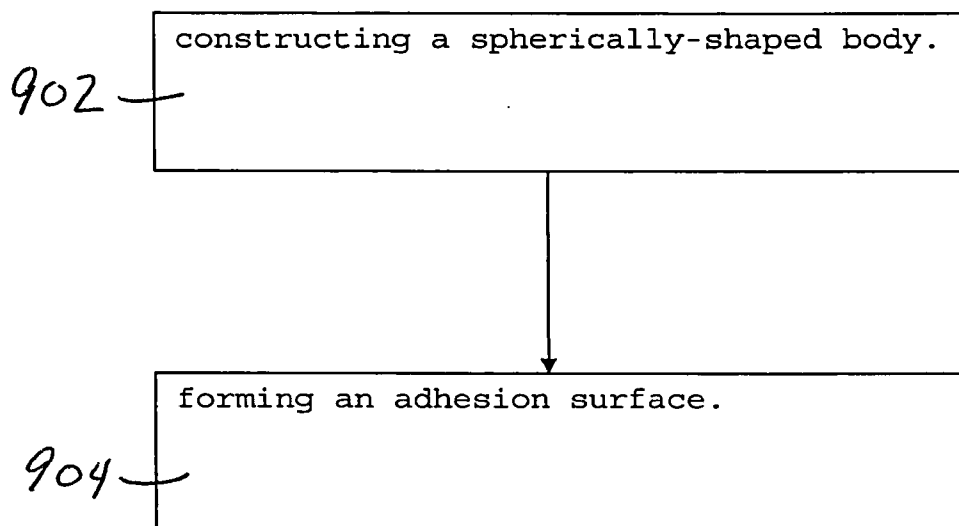 constructing a spherically-shaped body.
902
forming an adhesion surface.
904